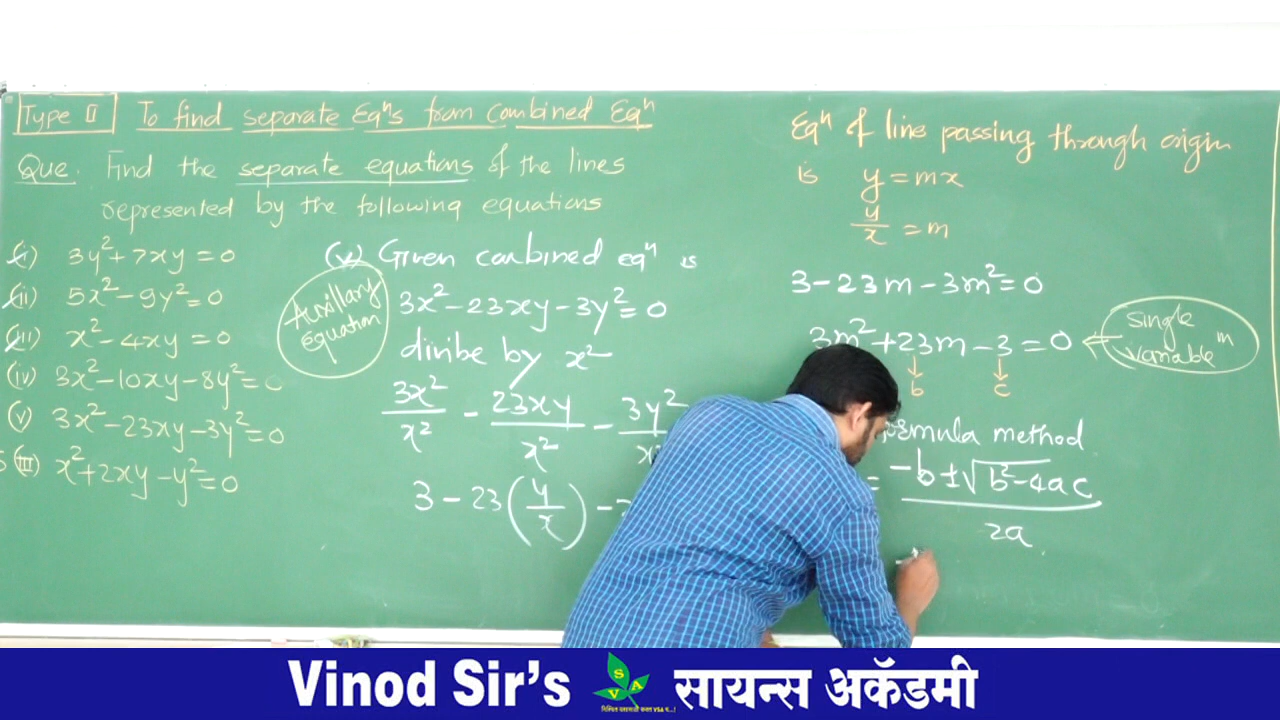 Type II To find separate Eqⁿs from Combined Eqⁿ
Que. Find the separate equations of the lines
represented by the following equations
(i) 3y²+7xy=0
(ii) 5x²-9y²=0
(iii) x²-4xy=0
(iv) 3x²-10xy-8y²=0
(v) 3x²-23xy-3y²=0
x²+2xy-y²=0
(v) Given conbined eqⁿ is
Auxillary
equation
3x²-23xy-3y²=0
divibe by x²
3x²/x² - 23xy/x² - 3y²
3-23(y/x)-
Eqⁿ of line passing through origin
is y=mx
y/x=m
3-23m-3m²=0
3m²+23m-3=0
single
variable m
b c
method
= -b±√b²-4ac / 2a
Vinod Sir's SVA सायन्स अकॅडमी